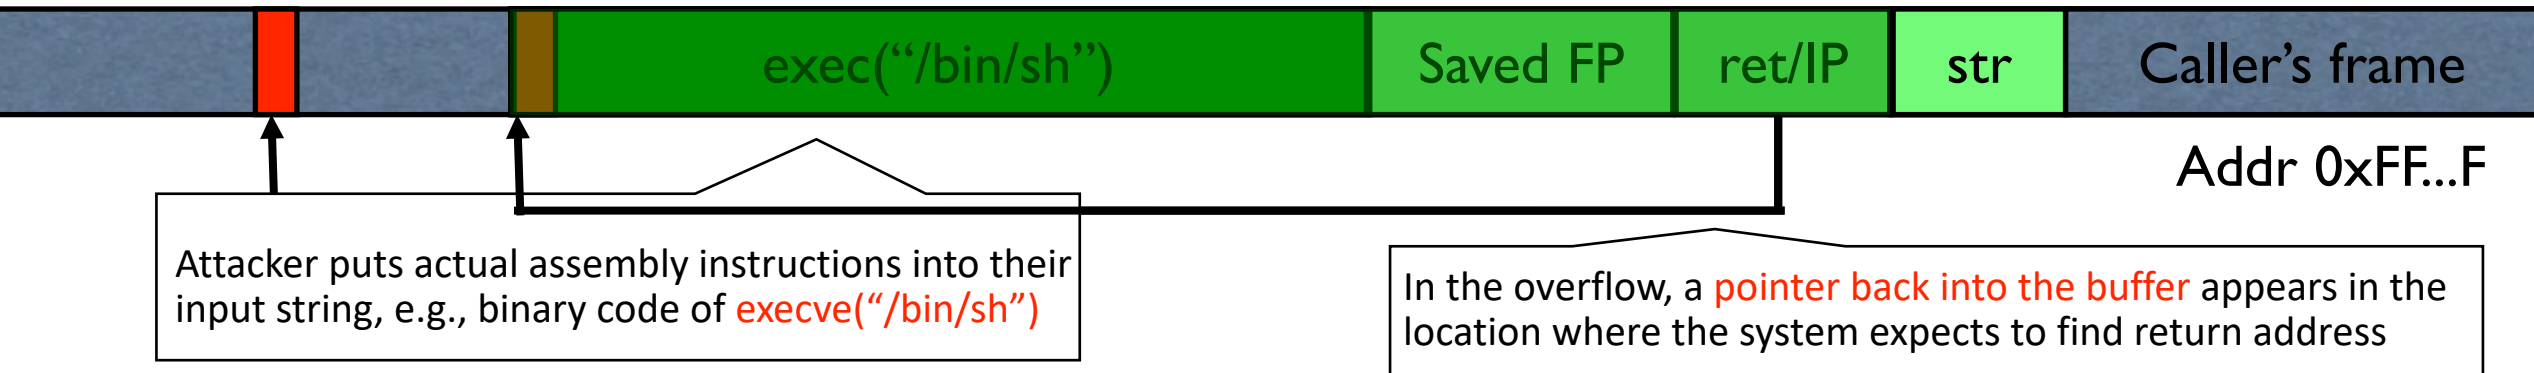 exec(“/bin/sh”) Saved FP ret/IP str Caller’s frame
Addr 0xFF...F
Attacker puts actual assembly instructions into their
input string, e.g., binary code of execve(“/bin/sh”)
In the overflow, a pointer back into the buffer appears in the
location where the system expects to find return address